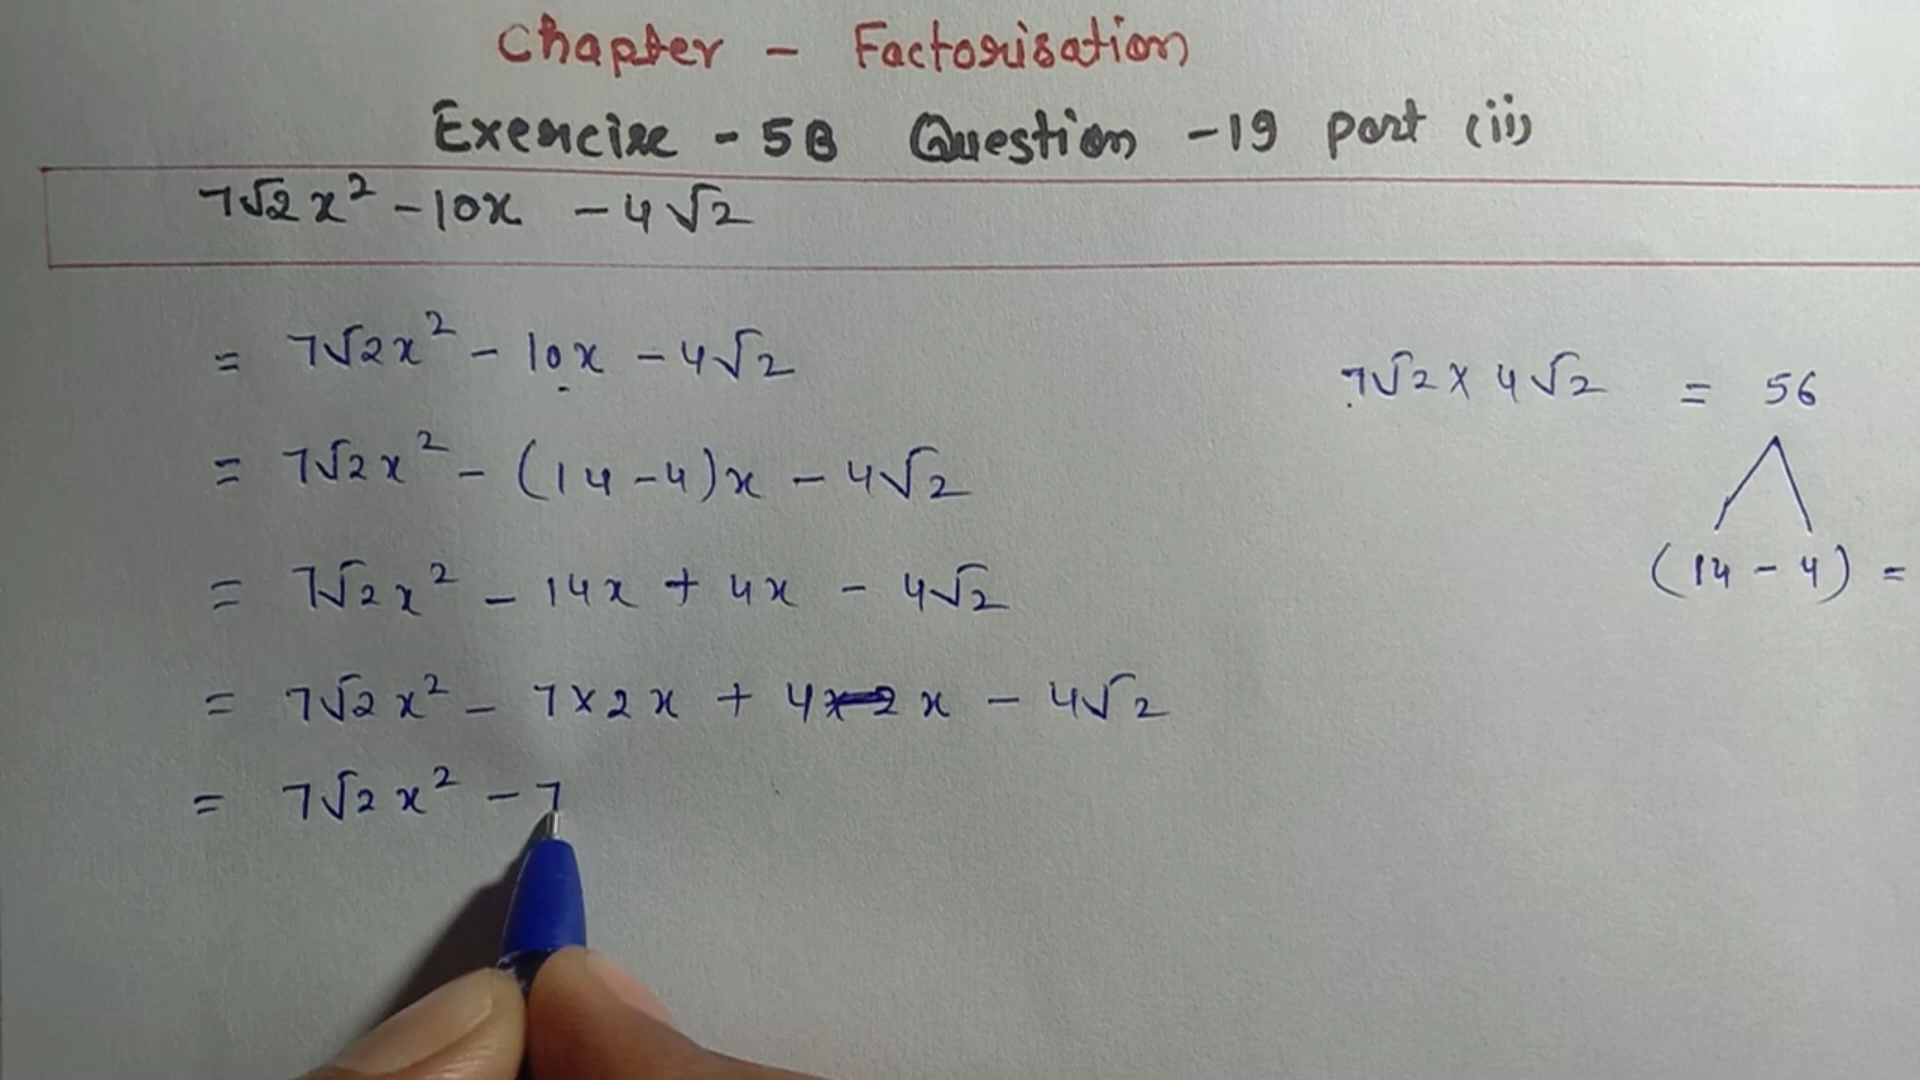 Chapter - Factorisation
Exercise - 5B Question - 19 part (ii)
7√2x² - 10x - 4√2
= 7√2x² - 10x - 4√2
7√2 × 4√2 = 56
= 7√2x² - (14-4)x - 4√2
(14 - 4) =
= 7√2x² - 14x + 4x - 4√2
= 7√2x² - 7×2x + 4x - 4√2
= 7√2x² - 7